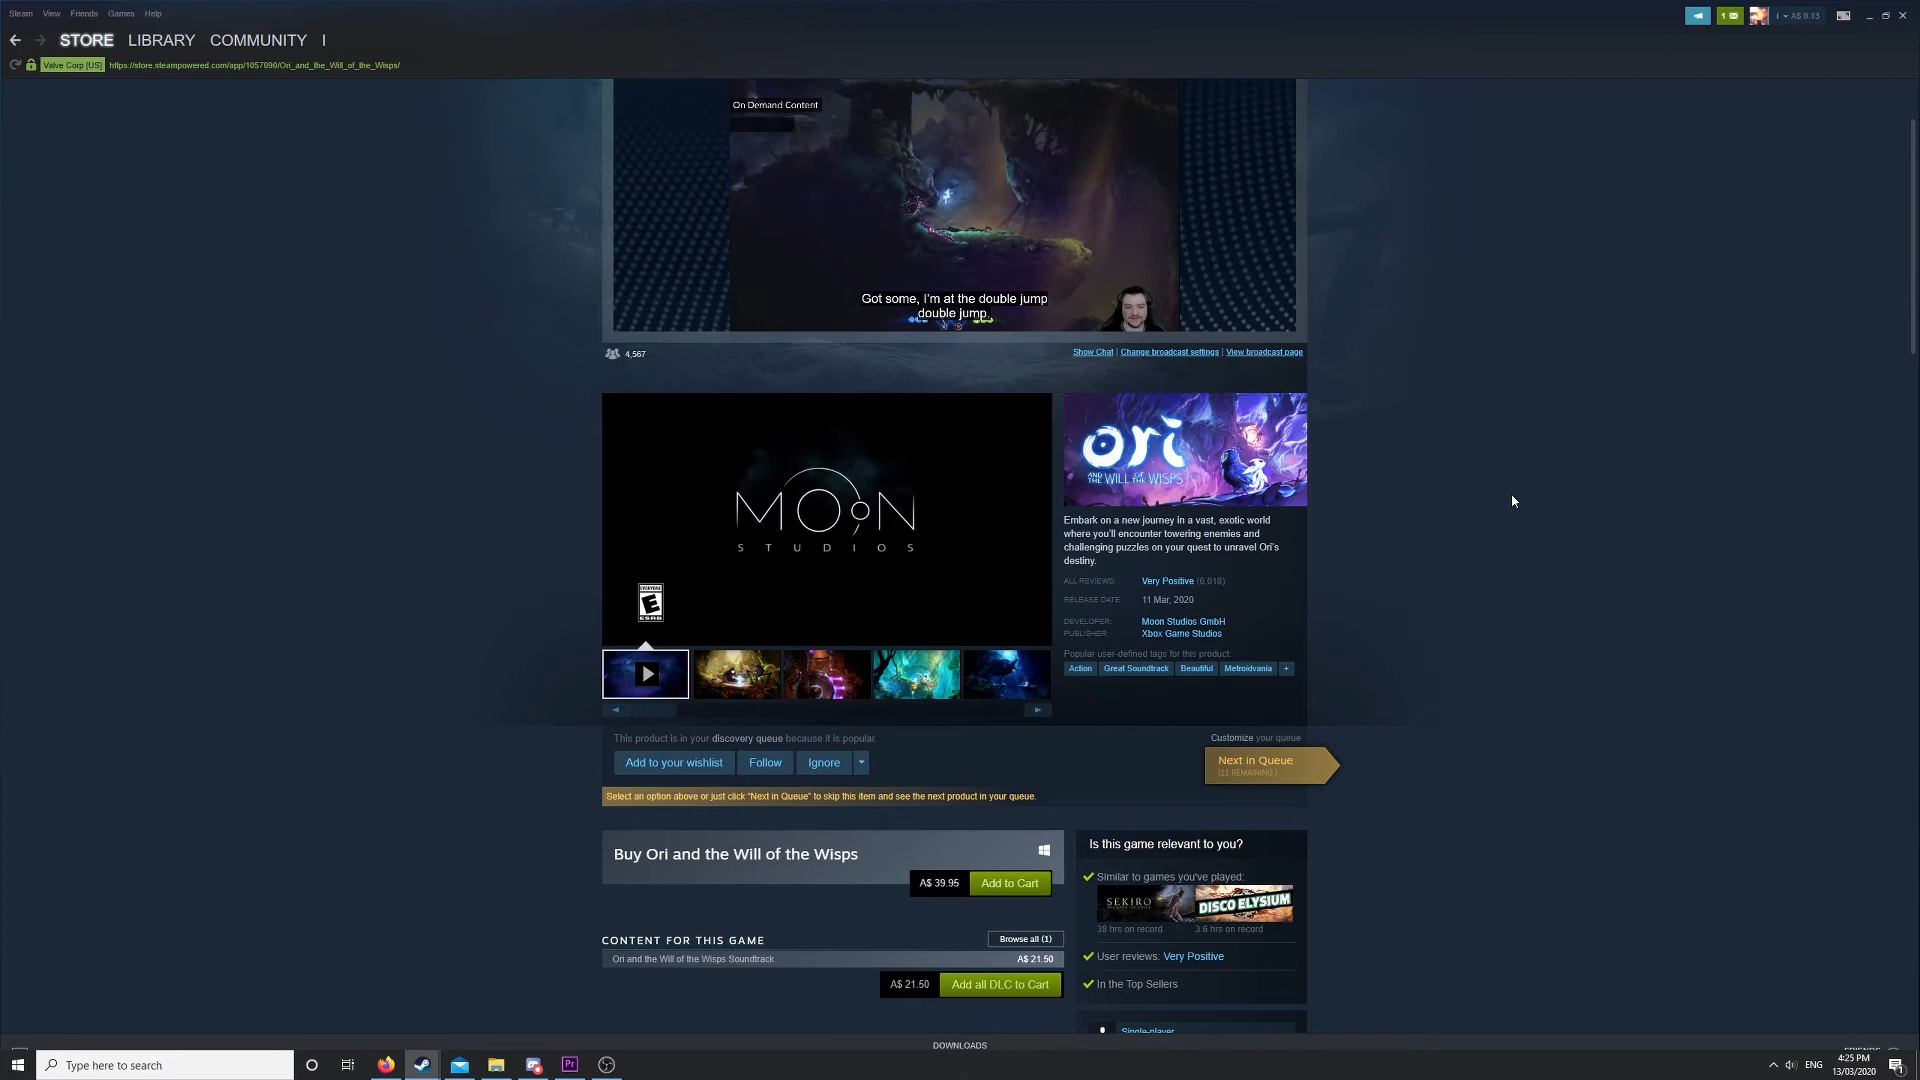 Steam View Friends Games Help
1
A$ 0.13
STORE LIBRARY COMMUNITY I
Valve Corp [US] https://store.steampowered.com/app/1057090/Ori_and_the_Will_of_the_Wisps/
On Demand Content
Got some, I'm at the double jump
double jump.
4,567
Show Chat | Change broadcast settings | View broadcast page
MOON
STUDIOS
EVERYONE
E
ESRB
ori
AND THE WILL OF THE WISPS
Embark on a new journey in a vast, exotic world
where you'll encounter towering enemies and
challenging puzzles on your quest to unravel Ori's
destiny.
ALL REVIEWS: Very Positive (6,018)
RELEASE DATE: 11 Mar, 2020
DEVELOPER: Moon Studios GmbH
PUBLISHER: Xbox Game Studios
Popular user-defined tags for this product:
Action Great Soundtrack Beautiful Metroidvania +
This product is in your discovery queue because it is popular.
Customize your queue
Add to your wishlist Follow Ignore
Next in Queue
(11 REMAINING )
Select an option above or just click "Next in Queue" to skip this item and see the next product in your queue.
Buy Ori and the Will of the Wisps
A$ 39.95 Add to Cart
CONTENT FOR THIS GAME Browse all (1)
Ori and the Will of the Wisps Soundtrack A$ 21.50
A$ 21.50 Add all DLC to Cart
Is this game relevant to you?
Similar to games you've played:
SEKIRO DISCO ELYSIUM
38 hrs on record 3.6 hrs on record
User reviews: Very Positive
In the Top Sellers
Single-player
DOWNLOADS
Type here to search
Pr
ENG
4:25 PM
13/03/2020
1